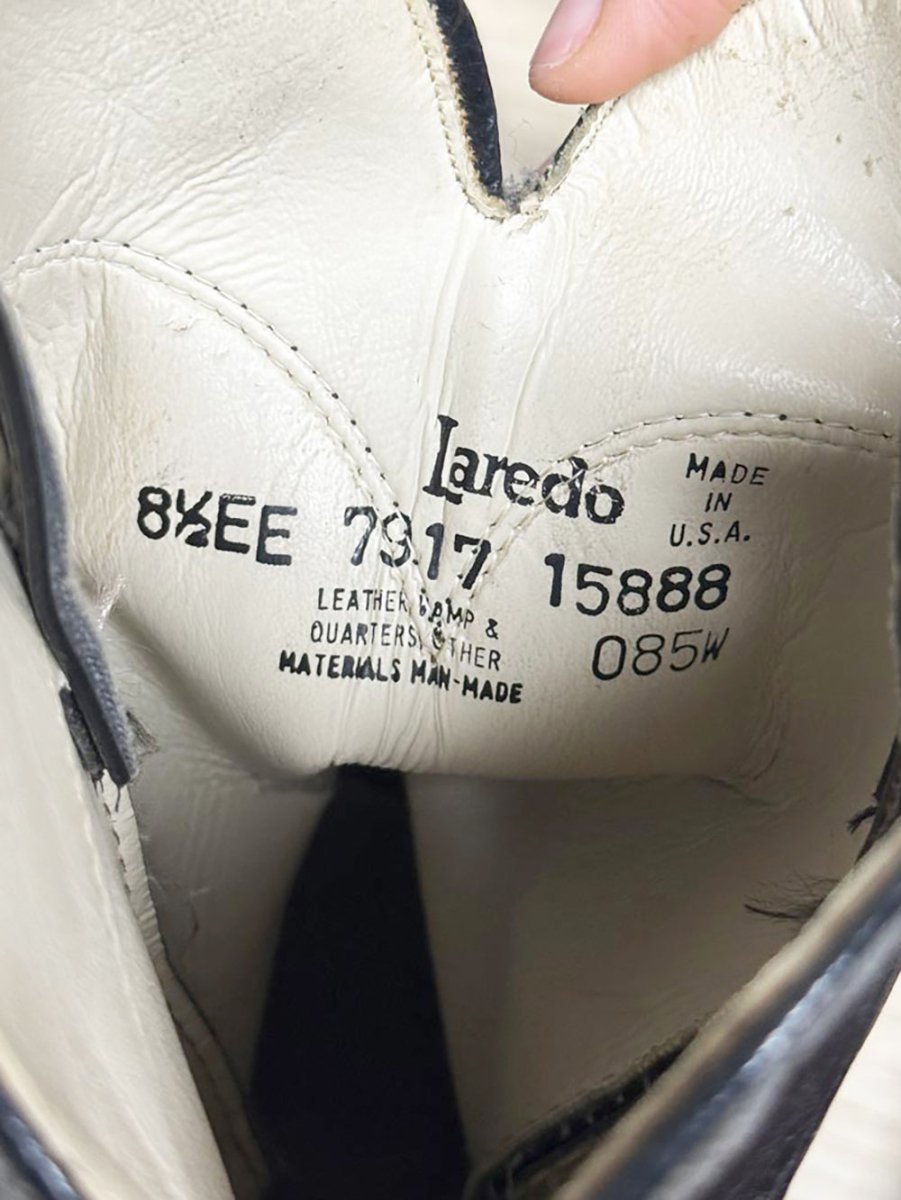 Laredo
MADE
IN
U.S.A.
8½EE 7917 15888
085W
LEATHER VAMP &
QUARTERS, OTHER
MATERIALS MAN-MADE